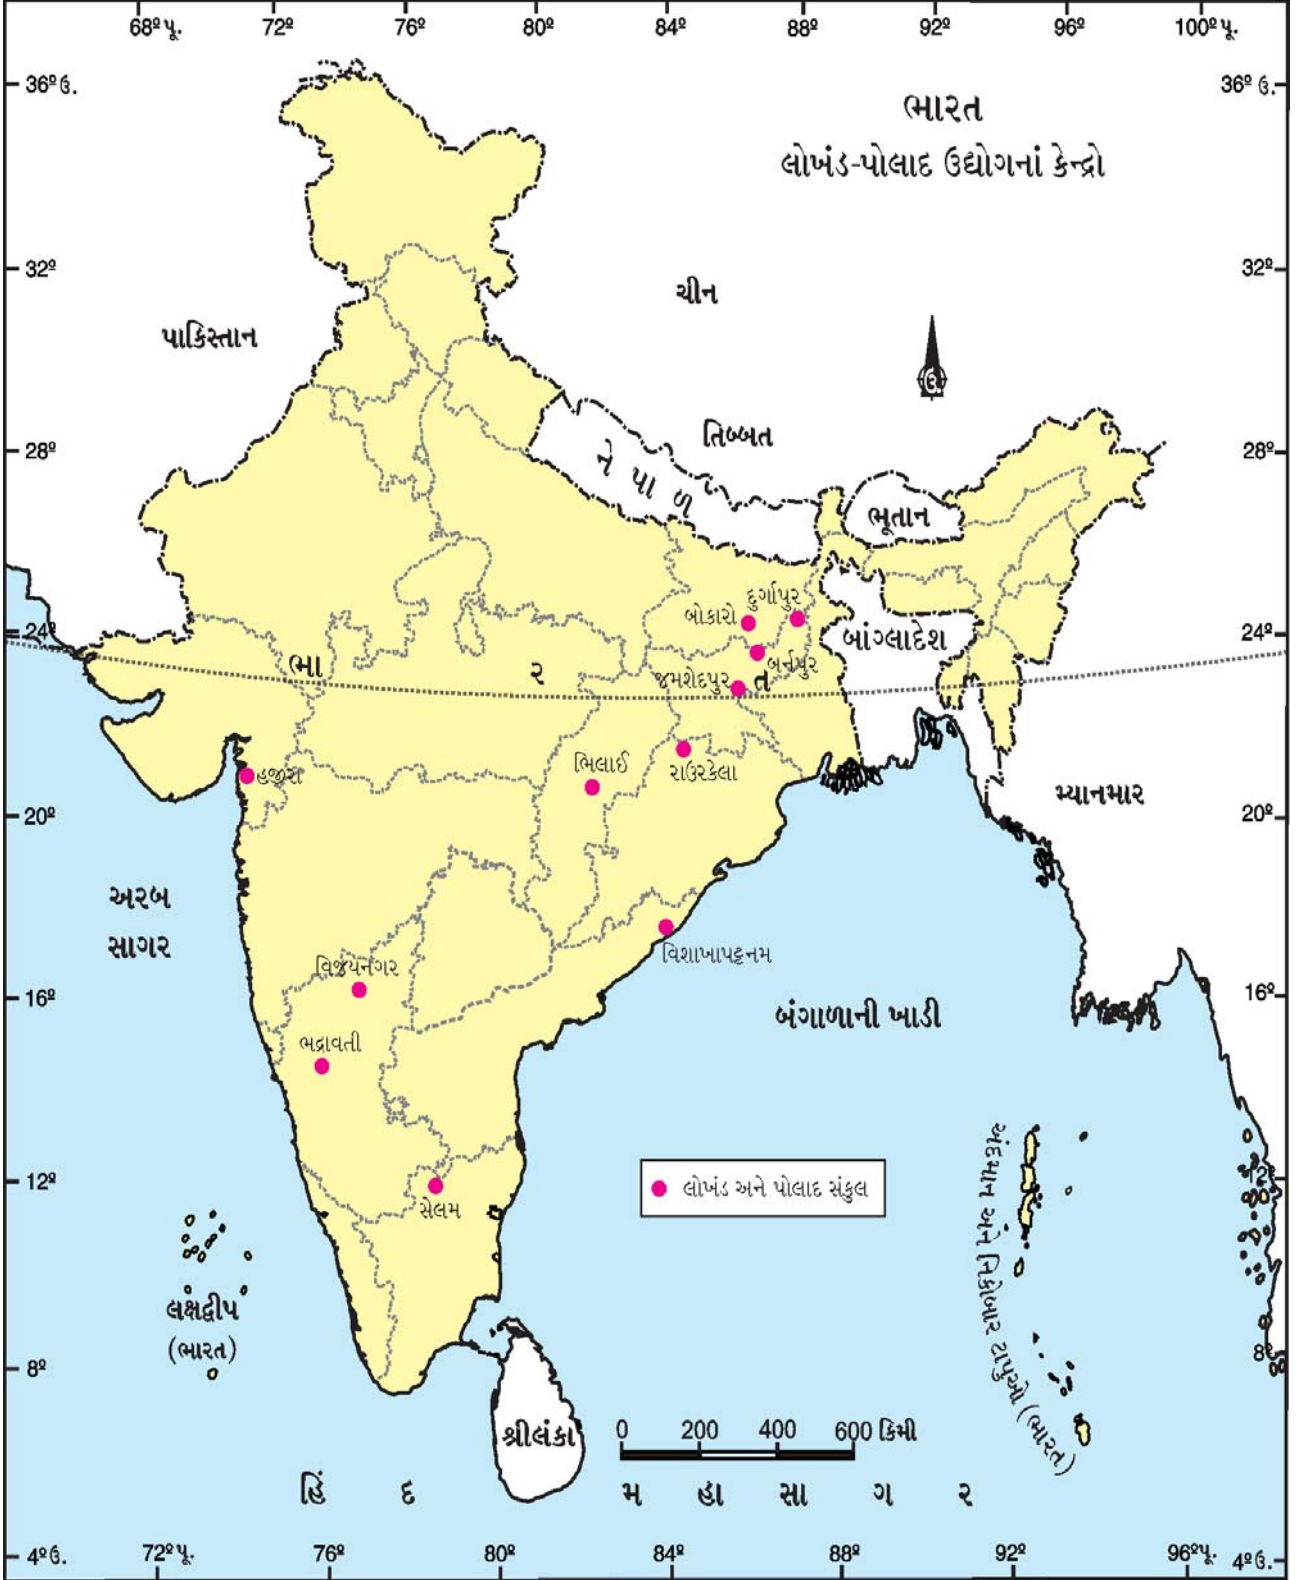 68º પૂ. 72º 76º 80º 84º 88º 92º 96º 100º પૂ.
36º ઉ. 36º ઉ.
ભારત
લોખંડ-પોલાદ ઉદ્યોગનાં કેન્દ્રો
32º 32º
ચીન
પાકિસ્તાન
ઉ
તિબ્બત
28º 28º
ને પા ળ
ભૂતાન
દુર્ગાપુર
બોકારો
24º બાંગ્લાદેશ 24º
ભા ર ત
બર્નપુર
જમશેદપુર
ભિલાઈ
રાઉરકેલા
હજીરા
મ્યાનમાર
20º 20º
અરબ
સાગર
વિશાખાપટ્ટનમ
વિજયનગર
16º 16º
બંગાળાની ખાડી
ભદ્રાવતી
12º 12º
લોખંડ અને પોલાદ સંકુલ
સેલમ
અંદમાન અને નિકોબાર ટાપુઓ (ભારત)
લક્ષદ્વીપ
(ભારત)
8º 8º
શ્રીલંકા
0 200 400 600 કિમી
હિં દ મ હા સા ગ ર
4º ઉ. 72º પૂ. 76º 80º 84º 88º 92º 96º પૂ. 4º ઉ.